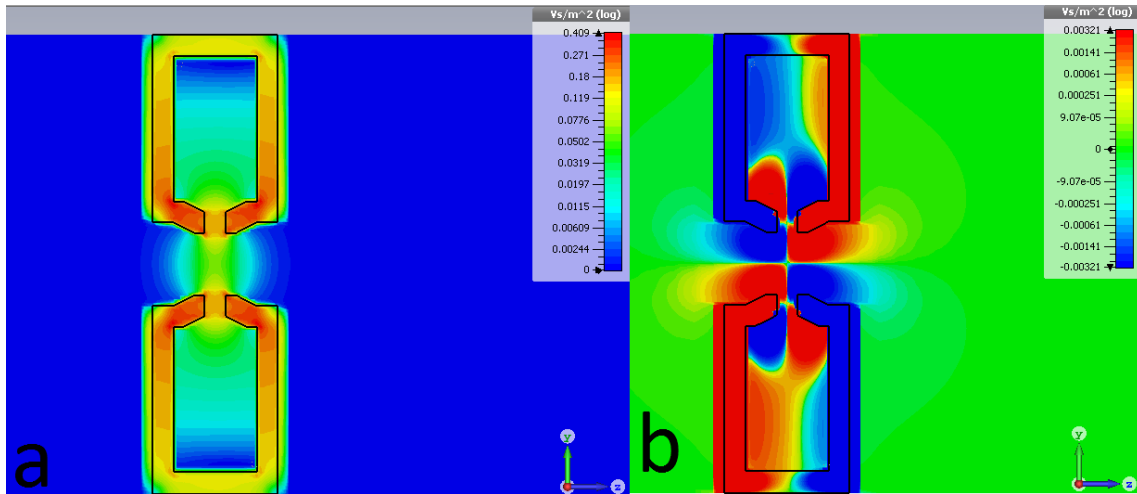 Vs/m^2 (log)
0.409
0.271
0.18
0.119
0.0776
0.0502
0.0319
0.0197
0.0115
0.00609
0.00244
0
a
y
z
Vs/m^2 (log)
0.00321
0.00141
0.00061
0.000251
9.07e-05
0
-9.07e-05
-0.000251
-0.00061
-0.00141
-0.00321
b
y
z